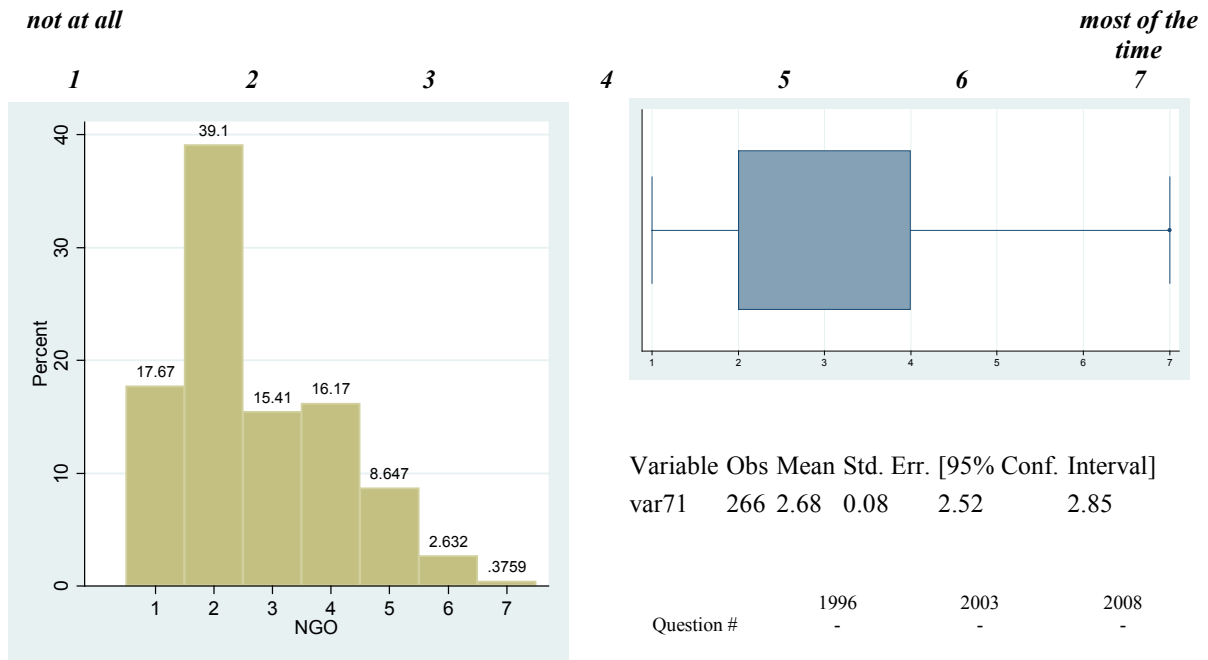 not at all
most of the
time
1 2 3 4 5 6 7
39.1
17.67
15.41
16.17
8.647
2.632
.3759
Percent
0 10 20 30 40
1 2 3 4 5 6 7
NGO
1 2 3 4 5 6 7
Variable Obs Mean Std. Err. [95% Conf. Interval]
var71 266 2.68 0.08 2.52 2.85
1996 2003 2008
Question # - - -